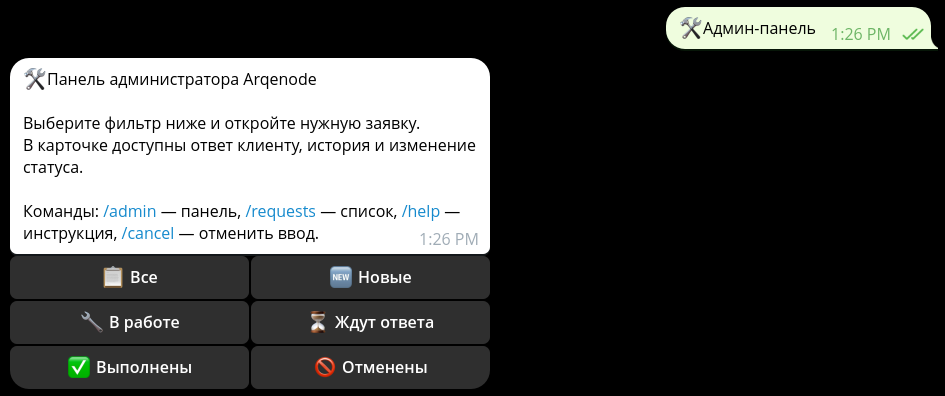 🛠Админ-панель 1:26 PM
🛠Панель администратора Arqenode
Выберите фильтр ниже и откройте нужную заявку.
В карточке доступны ответ клиенту, история и изменение
статуса.
Команды: /admin — панель, /requests — список, /help —
инструкция, /cancel — отменить ввод.
1:26 PM
📋 Все
🆕 Новые
🔧 В работе
⏳ Ждут ответа
✅ Выполнены
🚫 Отменены